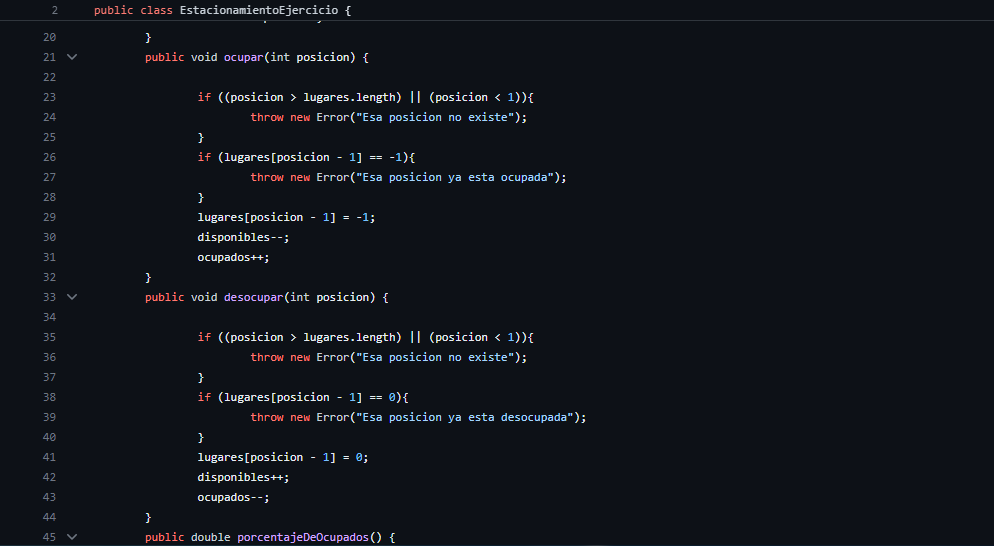 2 public class EstacionamientoEjercicio {
20 }
21 public void ocupar(int posicion) {
22
23 if ((posicion > lugares.length) || (posicion < 1)){
24 throw new Error("Esa posicion no existe");
25 }
26 if (lugares[posicion - 1] == -1){
27 throw new Error("Esa posicion ya esta ocupada");
28 }
29 lugares[posicion - 1] = -1;
30 disponibles--;
31 ocupados++;
32 }
33 public void desocupar(int posicion) {
34
35 if ((posicion > lugares.length) || (posicion < 1)){
36 throw new Error("Esa posicion no existe");
37 }
38 if (lugares[posicion - 1] == 0){
39 throw new Error("Esa posicion ya esta desocupada");
40 }
41 lugares[posicion - 1] = 0;
42 disponibles++;
43 ocupados--;
44 }
45 public double porcentajeDeOcupados() {